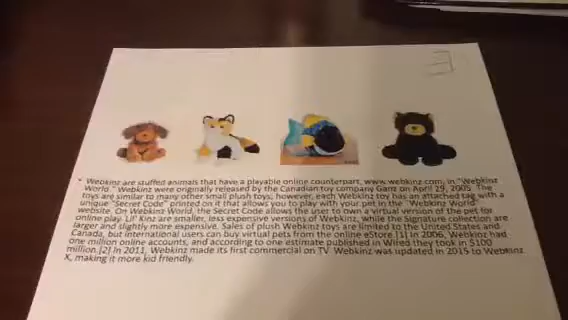 • Webkinz are stuffed animals that have a playable online counterpart, www.webkinz.com, in "Webkinz
World." Webkinz were originally released by the Canadian toy company Ganz on April 29, 2005. The
toys are similar to many other small plush toys; however, each Webkinz toy has an attached tag with a
unique "Secret Code" printed on it that allows you to play with your pet in the "Webkinz World"
website. On Webkinz World, the Secret Code allows the user to own a virtual version of the pet for
online play. Lil' Kinz are smaller, less expensive versions of Webkinz, while the Signature collection are
larger and slightly more expensive. Sales of plush Webkinz toys are limited to the United States and
Canada, but international users can buy virtual pets from the online eStore.[1] In 2006, Webkinz had
one million online accounts, and according to one estimate published in Wired they took in $100
million.[2] In 2011, Webkinz made its first commercial on TV. Webkinz was updated in 2015 to Webkinz
X, making it more kid friendly.